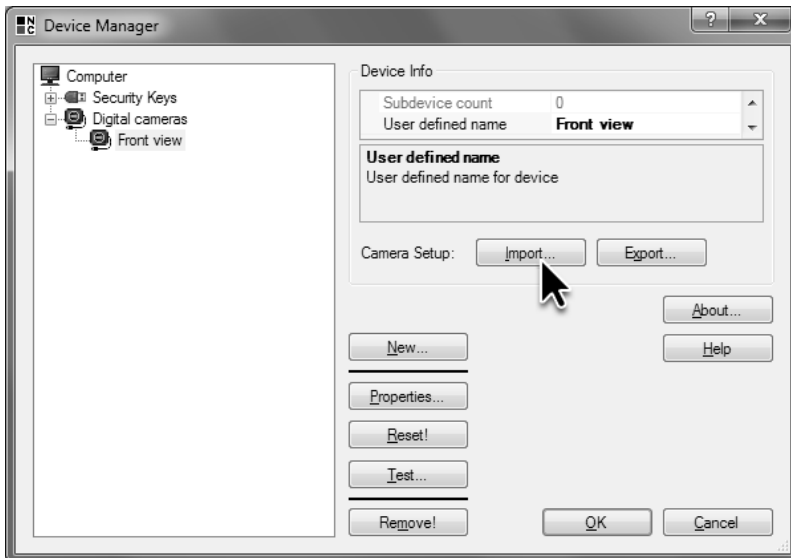 NC Device Manager
? X
Computer
Security Keys
Digital cameras
Front view
Device Info
Subdevice count 0
User defined name Front view
User defined name
User defined name for device
Camera Setup: Import... Export...
About...
New... Help
Properties...
Reset!
Test...
Remove! OK Cancel